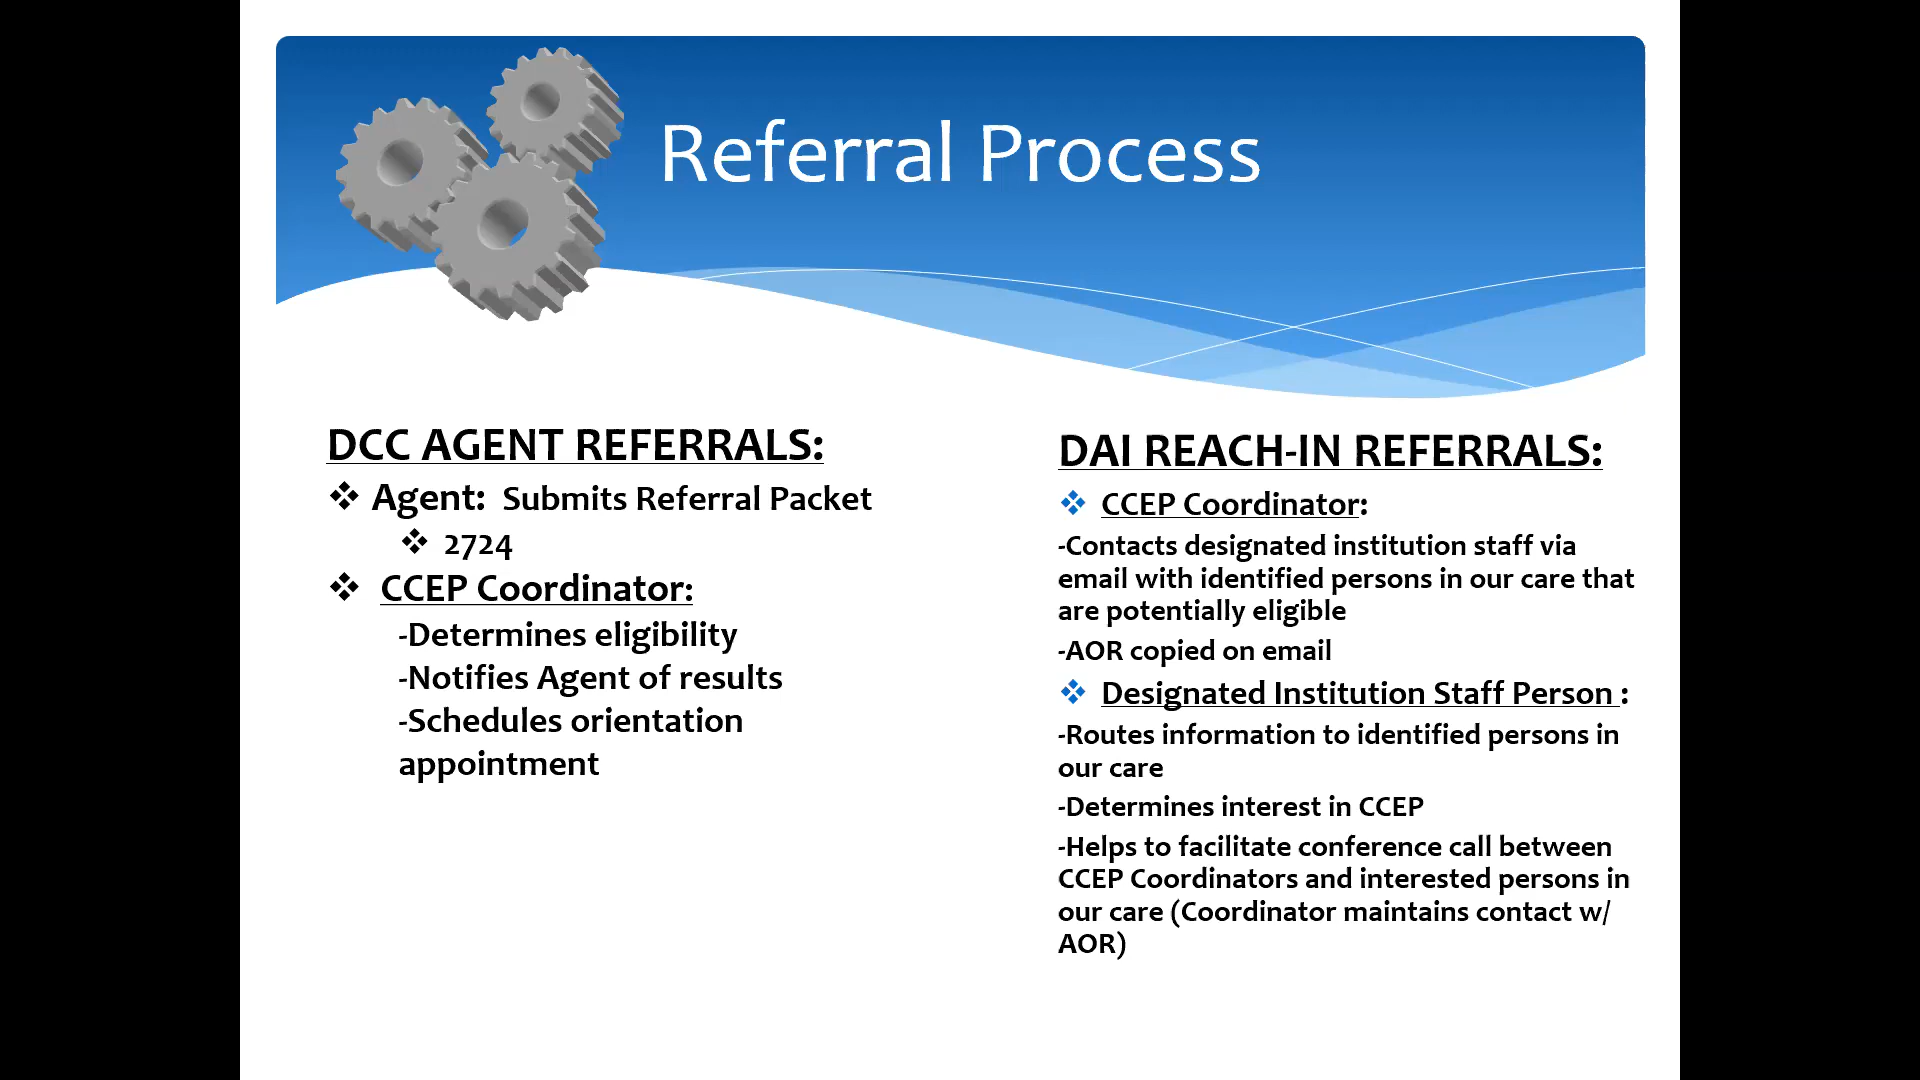 Referral Process
DCC AGENT REFERRALS:
❖ Agent: Submits Referral Packet
❖ 2724
❖ CCEP Coordinator:
-Determines eligibility
-Notifies Agent of results
-Schedules orientation
appointment
DAI REACH-IN REFERRALS:
❖ CCEP Coordinator:
-Contacts designated institution staff via
email with identified persons in our care that
are potentially eligible
-AOR copied on email
❖ Designated Institution Staff Person :
-Routes information to identified persons in
our care
-Determines interest in CCEP
-Helps to facilitate conference call between
CCEP Coordinators and interested persons in
our care (Coordinator maintains contact w/
AOR)